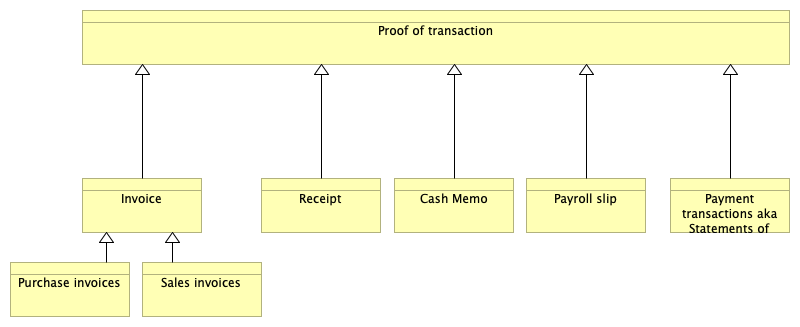 Proof of transaction
Invoice
Receipt
Cash Memo
Payroll slip
Payment
transactions aka
Statements of
Purchase invoices
Sales invoices